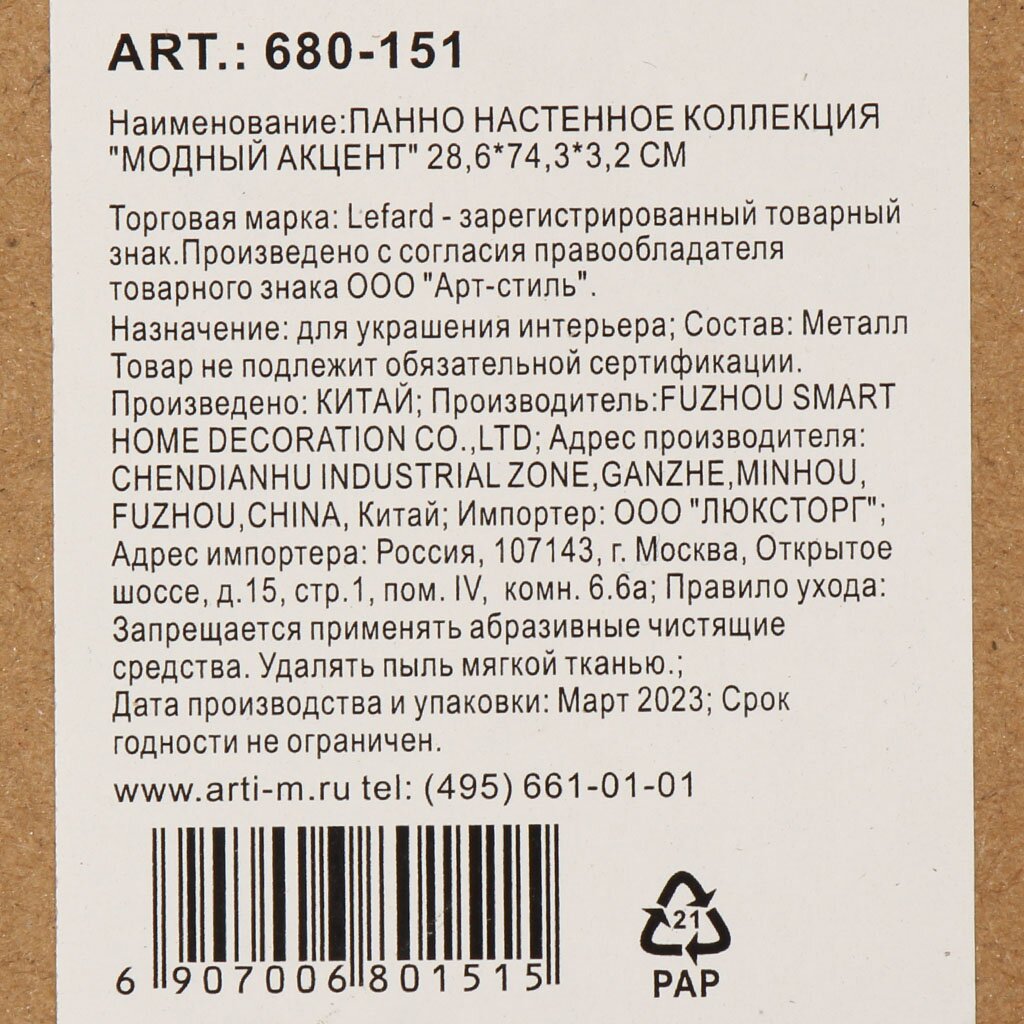 ART.: 680-151
Наименование:ПАННО НАСТЕННОЕ КОЛЛЕКЦИЯ
"МОДНЫЙ АКЦЕНТ" 28,6*74,3*3,2 СМ
Торговая марка: Lefard - зарегистрированный товарный
знак.Произведено с согласия правообладателя
товарного знака ООО "Арт-стиль".
Назначение: для украшения интерьера; Состав: Металл
Товар не подлежит обязательной сертификации.
Произведено: КИТАЙ; Производитель:FUZHOU SMART
HOME DECORATION CO.,LTD; Адрес производителя:
CHENDIANHU INDUSTRIAL ZONE,GANZHE,MINHOU,
FUZHOU,CHINA, Китай; Импортер: ООО "ЛЮКСТОРГ";
Адрес импортера: Россия, 107143, г. Москва, Открытое
шоссе, д.15, стр.1, пом. IV, комн. 6.6а; Правило ухода:
Запрещается применять абразивные чистящие
средства. Удалять пыль мягкой тканью.;
Дата производства и упаковки: Март 2023; Срок
годности не ограничен.
www.arti-m.ru tel: (495) 661-01-01
6 907006 801515
21
PAP